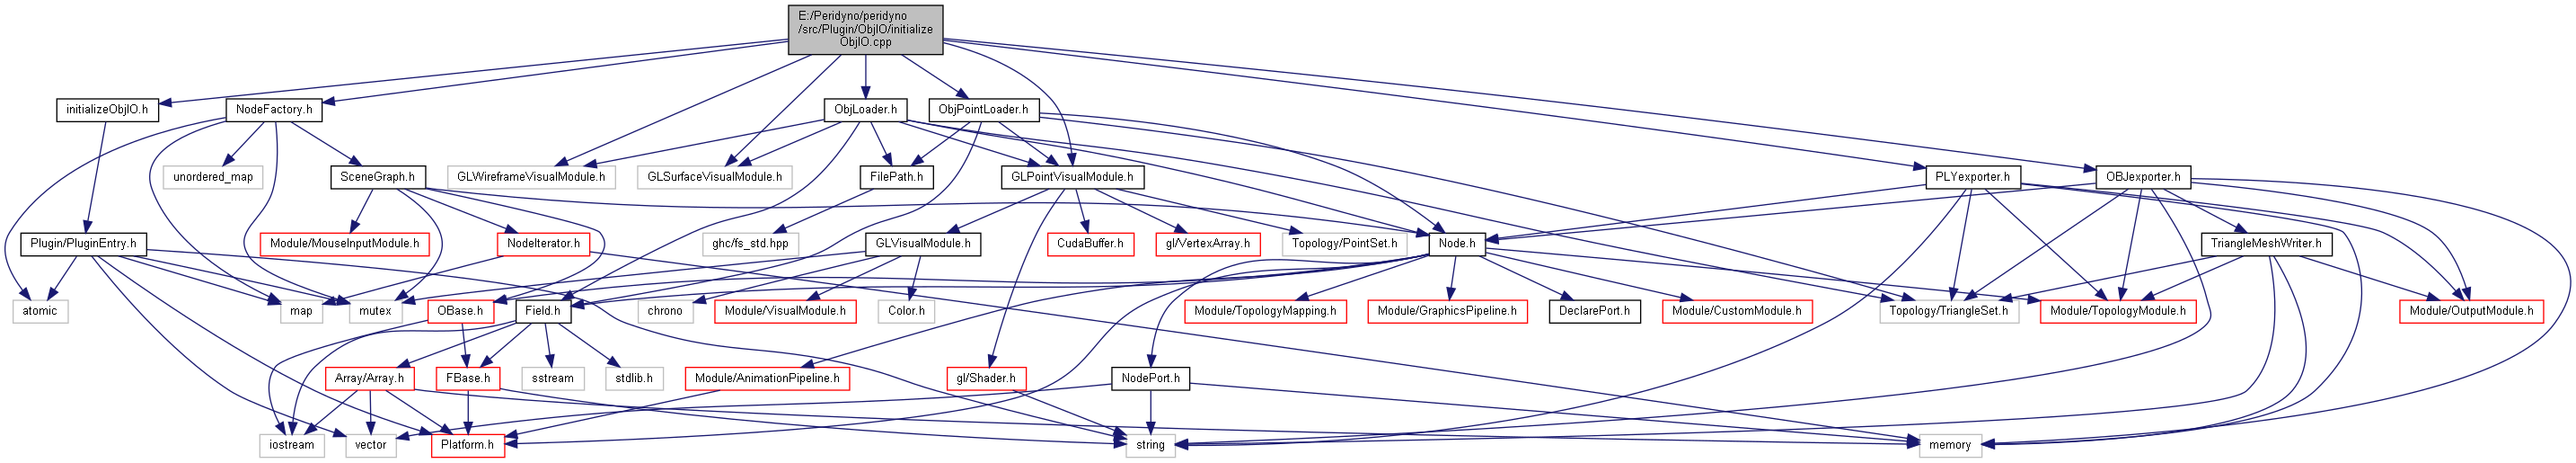 E:/Peridyno/peridyno
/src/Plugin/ObjIO/initialize
ObjIO.cpp
initializeObjIO.h
NodeFactory.h
ObjLoader.h
ObjPointLoader.h
unordered_map
SceneGraph.h
GLWireframeVisualModule.h
GLSurfaceVisualModule.h
FilePath.h
GLPointVisualModule.h
PLYexporter.h
OBJexporter.h
Plugin/PluginEntry.h
Module/MouseInputModule.h
NodeIterator.h
ghc/fs_std.hpp
GLVisualModule.h
CudaBuffer.h
gl/VertexArray.h
Topology/PointSet.h
Node.h
TriangleMeshWriter.h
atomic
map
mutex
OBase.h
Field.h
chrono
Module/VisualModule.h
Color.h
Module/TopologyMapping.h
Module/GraphicsPipeline.h
DeclarePort.h
Module/CustomModule.h
Topology/TriangleSet.h
Module/TopologyModule.h
Module/OutputModule.h
Array/Array.h
FBase.h
sstream
stdlib.h
Module/AnimationPipeline.h
gl/Shader.h
NodePort.h
iostream
vector
Platform.h
string
memory